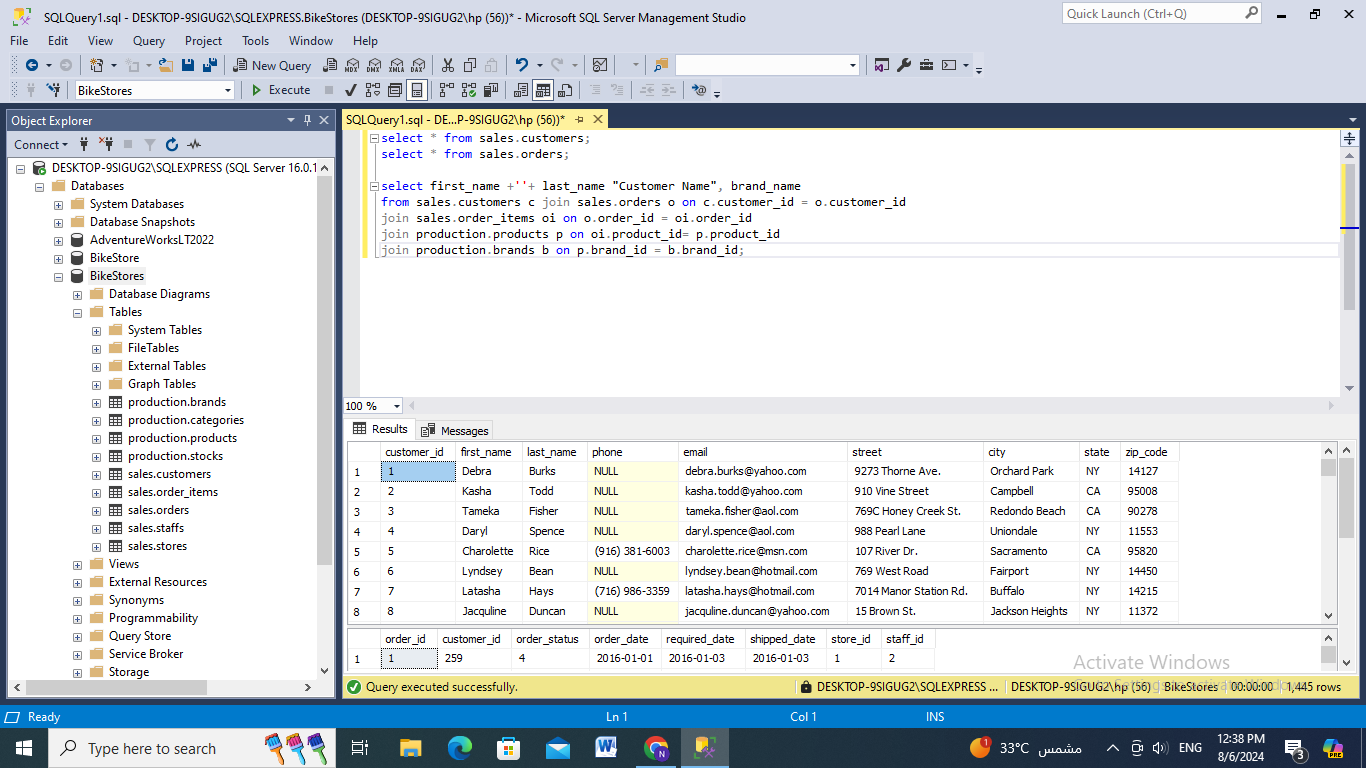 SQLQuery1.sql - DESKTOP-9SIGUG2\SQLEXPRESS.BikeStores (DESKTOP-9SIGUG2\hp (56))* - Microsoft SQL Server Management Studio
Quick Launch (Ctrl+Q)
File Edit View Query Project Tools Window Help
New Query MDX DMX XMLA DAX
BikeStores Execute
Object Explorer
Connect
DESKTOP-9SIGUG2\SQLEXPRESS (SQL Server 16.0.1
Databases
System Databases
Database Snapshots
AdventureWorksLT2022
BikeStore
BikeStores
Database Diagrams
Tables
System Tables
FileTables
External Tables
Graph Tables
production.brands
production.categories
production.products
production.stocks
sales.customers
sales.order_items
sales.orders
sales.staffs
sales.stores
Views
External Resources
Synonyms
Programmability
Query Store
Service Broker
Storage
SQLQuery1.sql - DE...P-9SIGUG2\hp (56))*
select * from sales.customers;
select * from sales.orders;
select first_name +''+ last_name "Customer Name", brand_name
from sales.customers c join sales.orders o on c.customer_id = o.customer_id
join sales.order_items oi on o.order_id = oi.order_id
join production.products p on oi.product_id= p.product_id
join production.brands b on p.brand_id = b.brand_id;
100 %
Results Messages
customer_id first_name last_name phone email street city state zip_code
1 1 Debra Burks NULL debra.burks@yahoo.com 9273 Thorne Ave. Orchard Park NY 14127
2 2 Kasha Todd NULL kasha.todd@yahoo.com 910 Vine Street Campbell CA 95008
3 3 Tameka Fisher NULL tameka.fisher@aol.com 769C Honey Creek St. Redondo Beach CA 90278
4 4 Daryl Spence NULL daryl.spence@aol.com 988 Pearl Lane Uniondale NY 11553
5 5 Charolette Rice (916) 381-6003 charolette.rice@msn.com 107 River Dr. Sacramento CA 95820
6 6 Lyndsey Bean NULL lyndsey.bean@hotmail.com 769 West Road Fairport NY 14450
7 7 Latasha Hays (716) 986-3359 latasha.hays@hotmail.com 7014 Manor Station Rd. Buffalo NY 14215
8 8 Jacquline Duncan NULL jacquline.duncan@yahoo.com 15 Brown St. Jackson Heights NY 11372
order_id customer_id order_status order_date required_date shipped_date store_id staff_id
1 1 259 4 2016-01-01 2016-01-03 2016-01-03 1 2
Activate Windows
Go to Settings to activate Windows.
Query executed successfully. DESKTOP-9SIGUG2\SQLEXPRESS ... DESKTOP-9SIGUG2\hp (56) BikeStores 00:00:00 1,445 rows
Ready Ln 1 Col 1 INS
Type here to search 1 33°C مشمس ENG 12:38 PM 3 PRE
8/6/2024